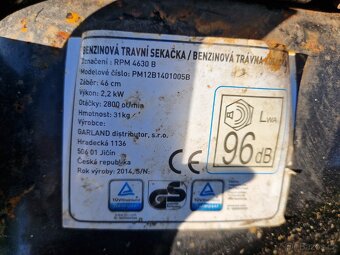 BENZINOVÁ TRAVNÍ SEKAČKA / BENZINOVÁ TRÁVNA
Značení: RPM 4630 B
Modelové číslo: PM12B1401005B
Záběr: 46 cm
Výkon: 2,2 kW
Otáčky: 2800 ot/min
Hmotnost: 31kg
Výrobce:
GARLAND distributor, s.r.o.
Hradecká 1136
506 01 Jičín
Česká republika
Rok výroby: 2014, S/N:
LWA
96 dB
CE
GS